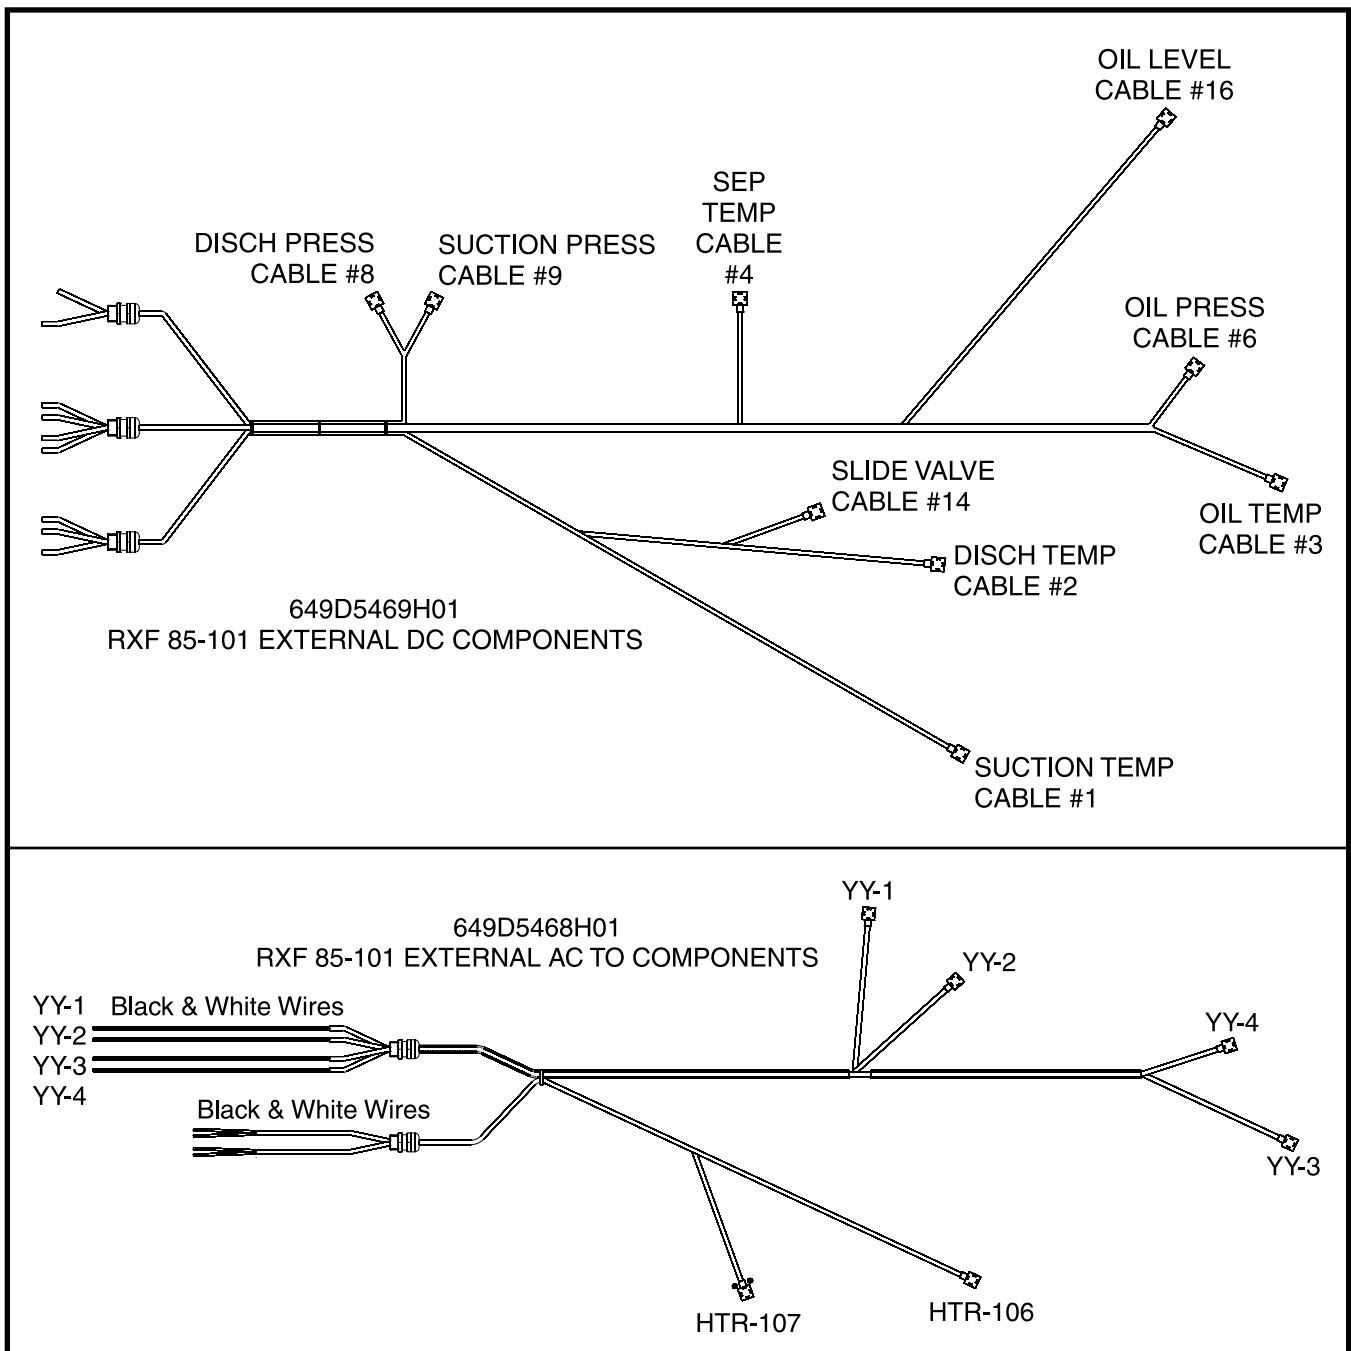 OIL LEVEL
CABLE #16
SEP
TEMP
CABLE
#4
DISCH PRESS
CABLE #8
SUCTION PRESS
CABLE #9
OIL PRESS
CABLE #6
SLIDE VALVE
CABLE #14
OIL TEMP
CABLE #3
DISCH TEMP
CABLE #2
649D5469H01
RXF 85-101 EXTERNAL DC COMPONENTS
SUCTION TEMP
CABLE #1
YY-1
649D5468H01
RXF 85-101 EXTERNAL AC TO COMPONENTS
YY-2
YY-1 Black & White Wires
YY-2
YY-3
YY-4
YY-4
Black & White Wires
YY-3
HTR-106
HTR-107